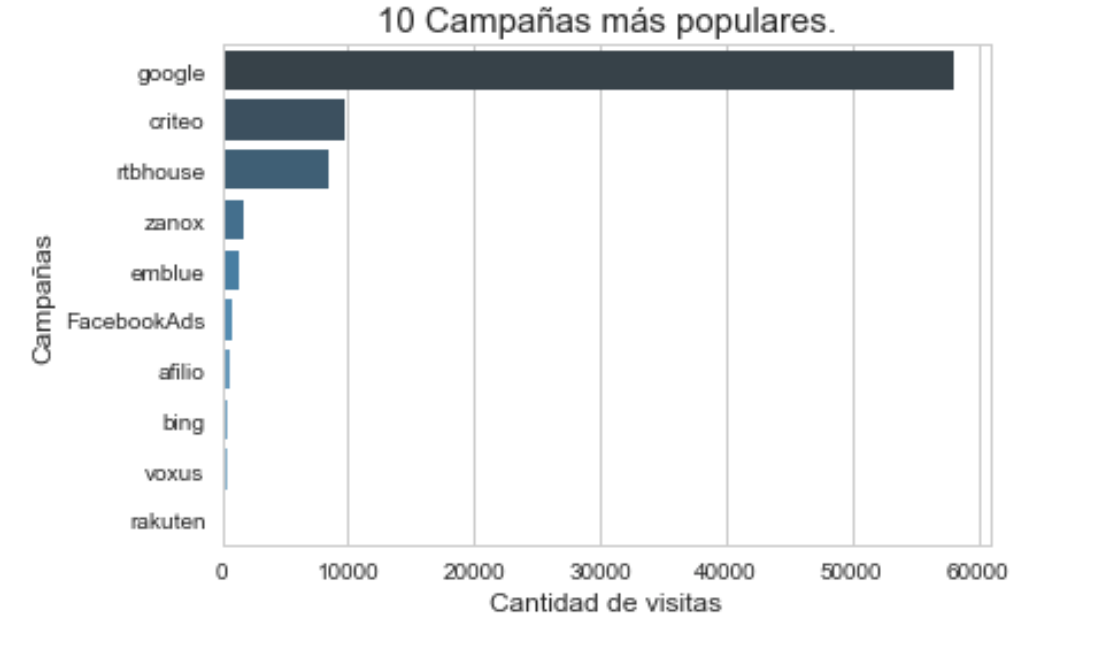 10 Campañas más populares.
google
criteo
rtbhouse
zanox
emblue
FacebookAds
afilio
bing
voxus
rakuten
Campañas
0 10000 20000 30000 40000 50000 60000
Cantidad de visitas